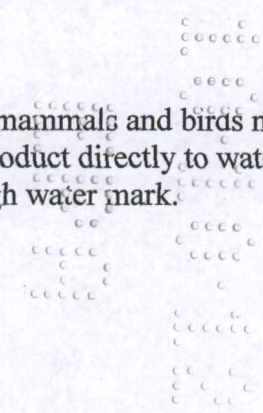 mammals and birds
oduct directly to wat
h water mark.